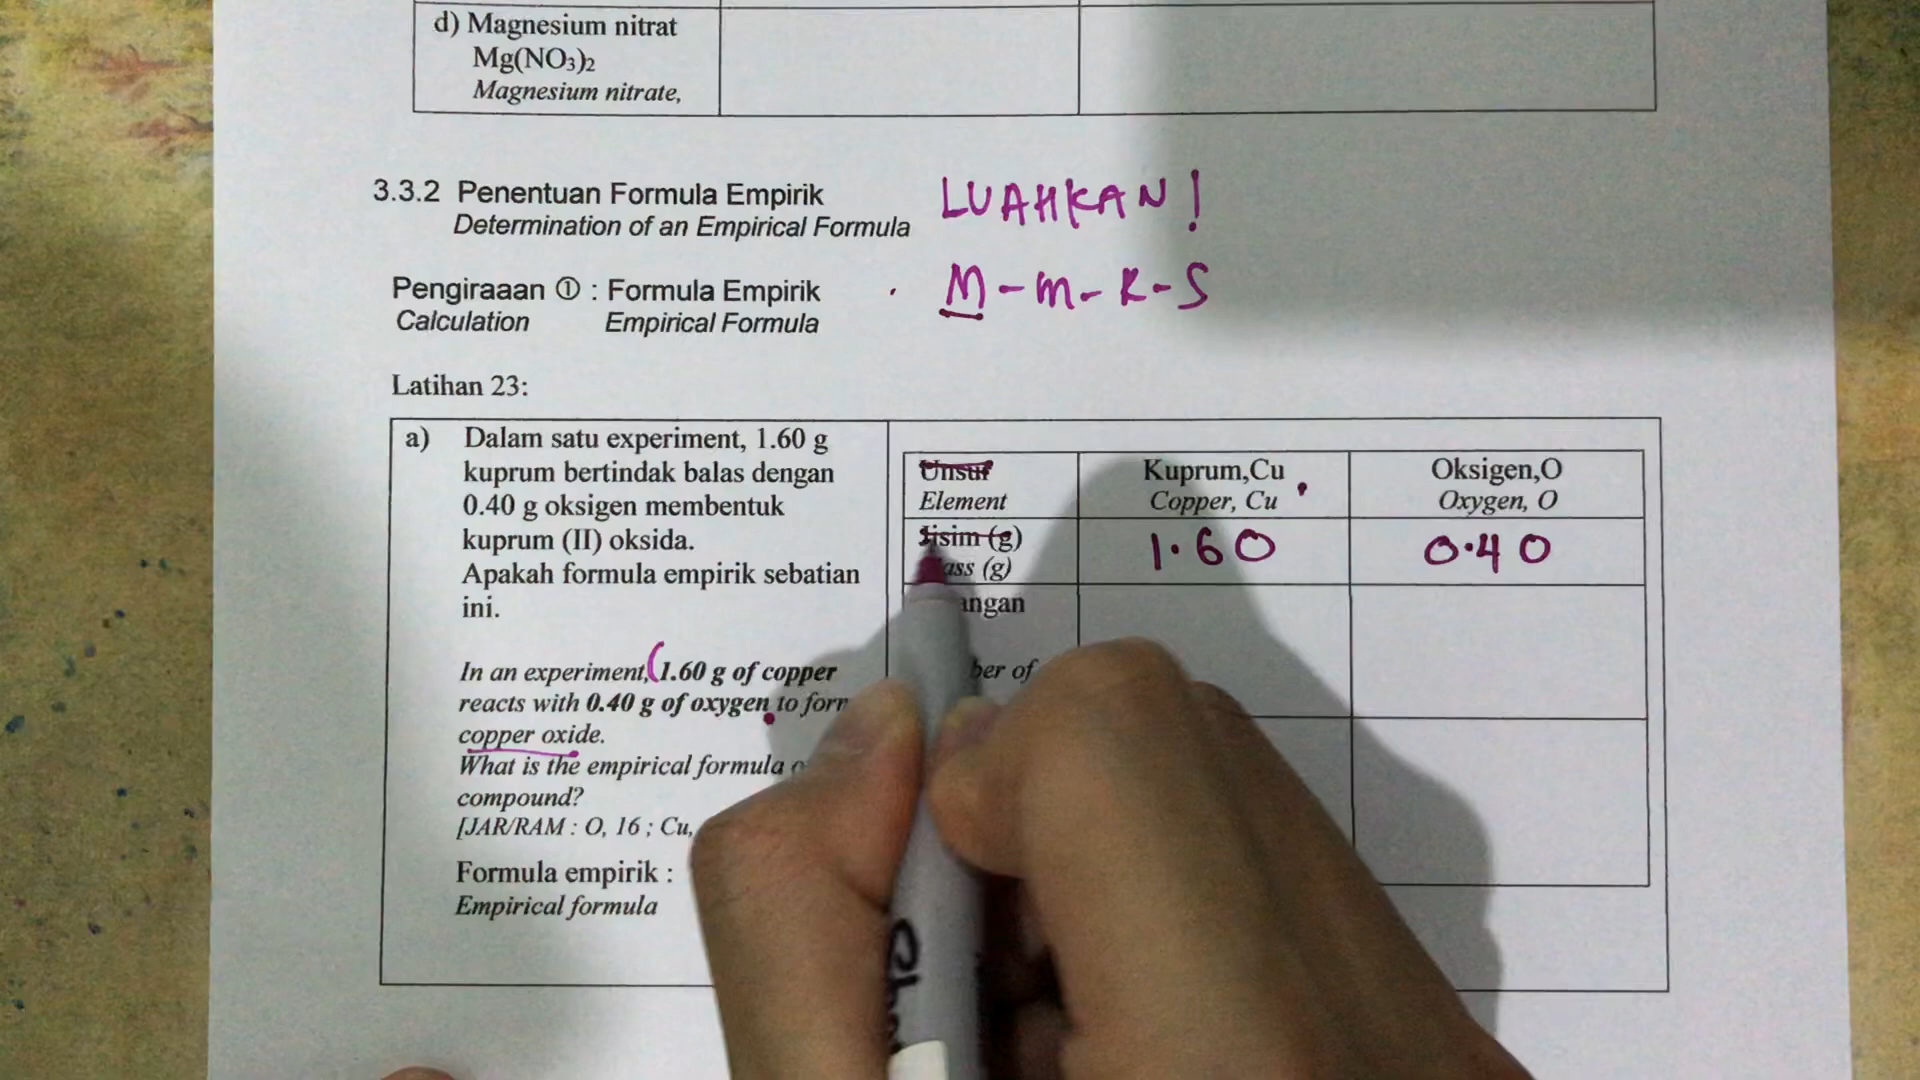 d) Magnesium nitrat
Mg(NO₃)₂
Magnesium nitrate,
3.3.2 Penentuan Formula Empirik
Determination of an Empirical Formula
LUAHKAN!
Pengiraaan ① : Formula Empirik
Calculation Empirical Formula
M - m - R - S
Latihan 23:
a) Dalam satu experiment, 1.60 g
kuprum bertindak balas dengan
0.40 g oksigen membentuk
kuprum (II) oksida.
Apakah formula empirik sebatian
ini.
In an experiment, (1.60 g of copper
reacts with 0.40 g of oxygen to
copper oxide.
What is the empirical formula
compound?
[JAR/RAM : O, 16 ; Cu,
Formula empirik :
Empirical formula
Unsur
Element
Kuprum,Cu
Copper, Cu
Oksigen,O
Oxygen, O
Jisim (g)
(g)
1.60
0.40
of